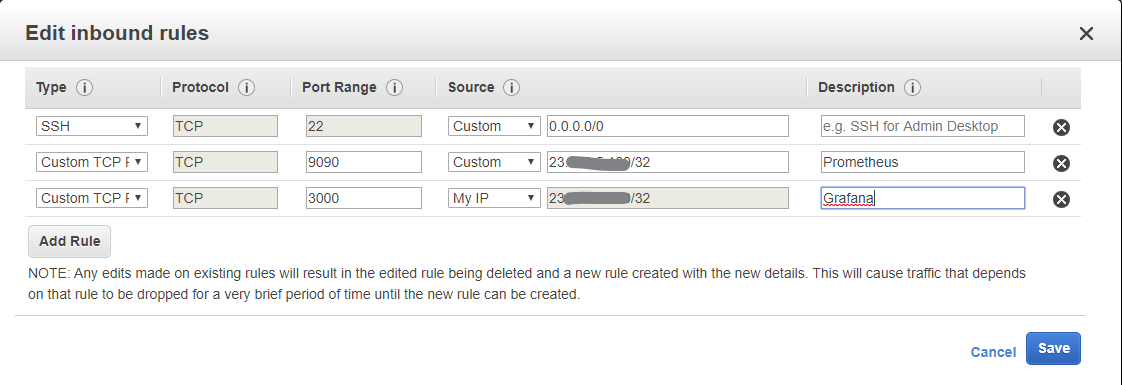 Edit inbound rules
Type Protocol Port Range Source Description
SSH TCP 22 Custom 0.0.0.0/0 e.g. SSH for Admin Desktop
Custom TCP TCP 9090 Custom 23. /32 Prometheus
Custom TCP TCP 3000 My IP 23 /32 Grafana
Add Rule
NOTE: Any edits made on existing rules will result in the edited rule being deleted and a new rule created with the new details. This will cause traffic that depends
on that rule to be dropped for a very brief period of time until the new rule can be created.
Cancel Save